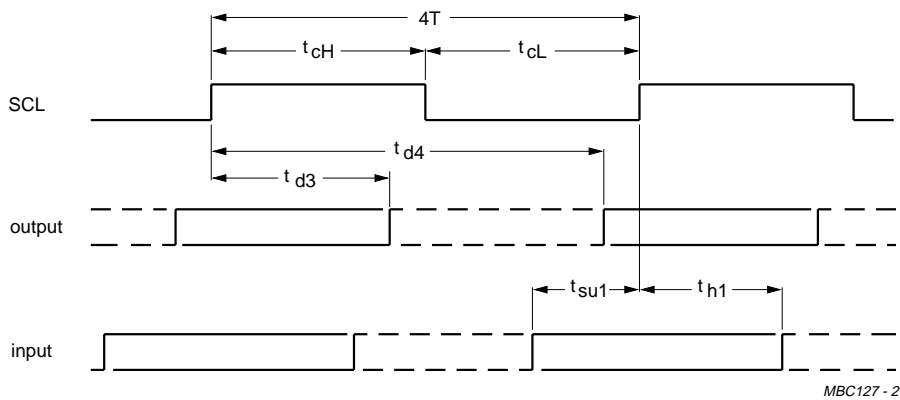 4T
tcH
tcL
SCL
td4
td3
output
tsu1
th1
input
MBC127 - 2